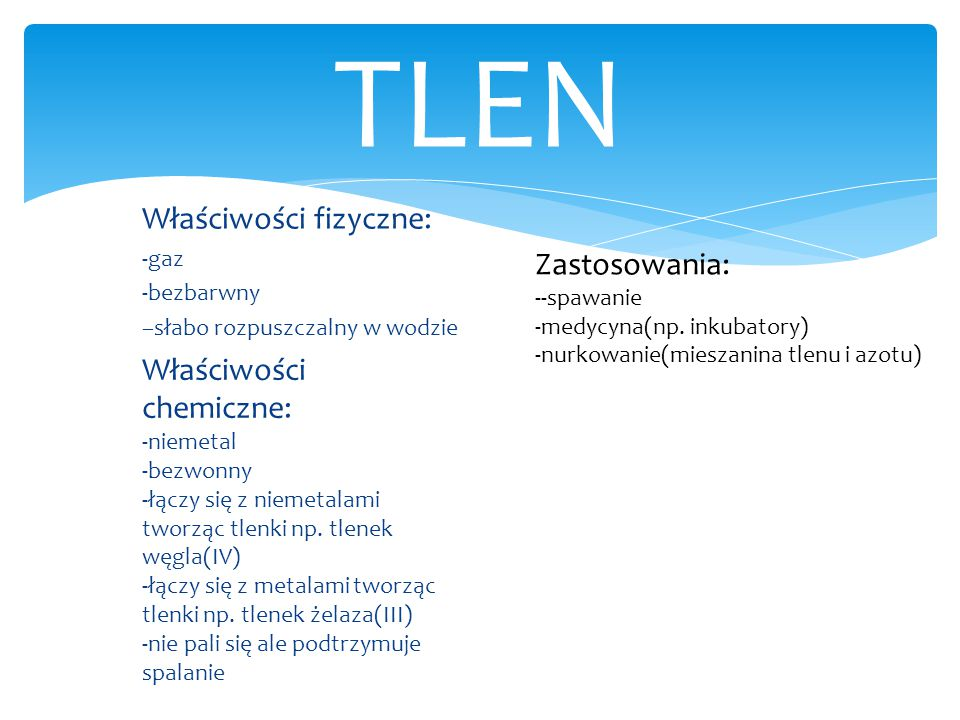 TLEN
Właściwości fizyczne:
-gaz
-bezbarwny
–słabo rozpuszczalny w wodzie
Właściwości
chemiczne:
-niemetal
-bezwonny
-łączy się z niemetalami
tworząc tlenki np. tlenek
węgla(IV)
-łączy się z metalami tworząc
tlenki np. tlenek żelaza(III)
-nie pali się ale podtrzymuje
spalanie
Zastosowania:
--spawanie
-medycyna(np. inkubatory)
-nurkowanie(mieszanina tlenu i azotu)